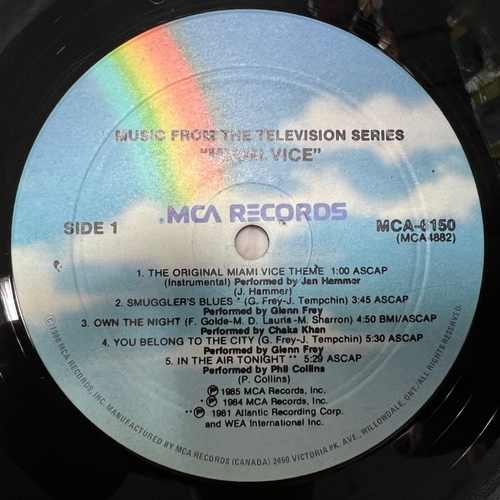 MUSIC FROM THE TELEVISION SERIES
"MIAMI VICE"
MCA RECORDS
SIDE 1
MCA-6150
(MCA 4882)
1. THE ORIGINAL MIAMI VICE THEME 1:00 ASCAP
(Instrumental) Performed by Jan Hammer
(J. Hammer)
2. SMUGGLER'S BLUES * (G. Frey-J. Tempchin) 3:45 ASCAP
Performed by Glenn Frey
3. OWN THE NIGHT (F. Golde-M. D. Lauria-M. Sharron) 4:50 BMI/ASCAP
Performed by Chaka Khan
4. YOU BELONG TO THE CITY (G. Frey-J. Tempchin) 5:30 ASCAP
Performed by Glenn Frey
5. IN THE AIR TONIGHT ** 5:29 ASCAP
Performed by Phil Collins
(P. Collins)
℗ 1985 MCA Records, Inc.
*℗ 1984 MCA Records, Inc.
**℗ 1981 Atlantic Recording Corp.
and WEA International Inc.
©1980 MCA RECORDS, INC. MANUFACTURED BY MCA RECORDS (CANADA) 2450 VICTORIA PK. AVE., WILLOWDALE, ONT. ALL RIGHTS RESERVED.